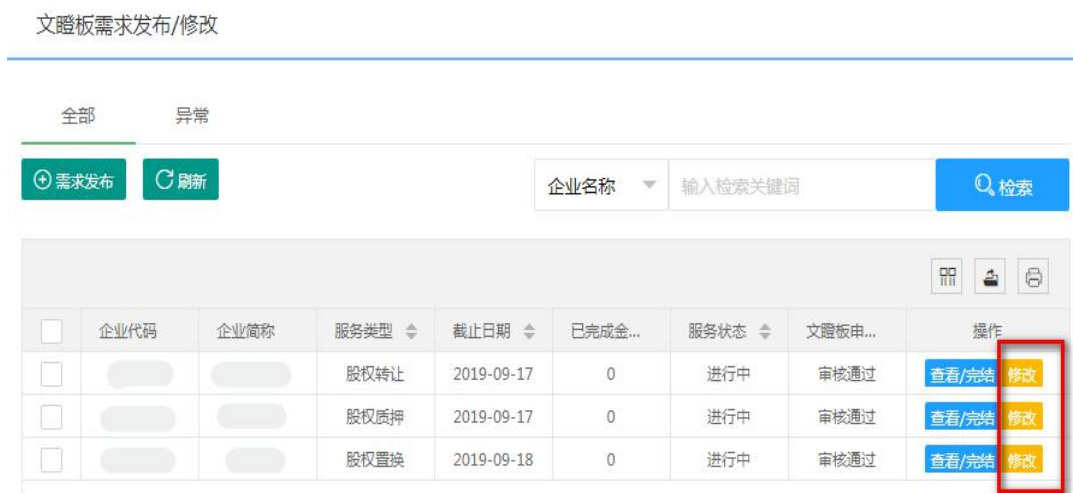 文瞪板需求发布/修改
全部 异常
需求发布 刷新 企业名称 输入检索关键词 检索
企业代码 企业简称 服务类型 截止日期 已完成金... 服务状态 文瞪板申... 操作
股权转让 2019-09-17 0 进行中 审核通过 查看/完结 修改
股权质押 2019-09-17 0 进行中 审核通过 查看/完结 修改
股权置换 2019-09-18 0 进行中 审核通过 查看/完结 修改